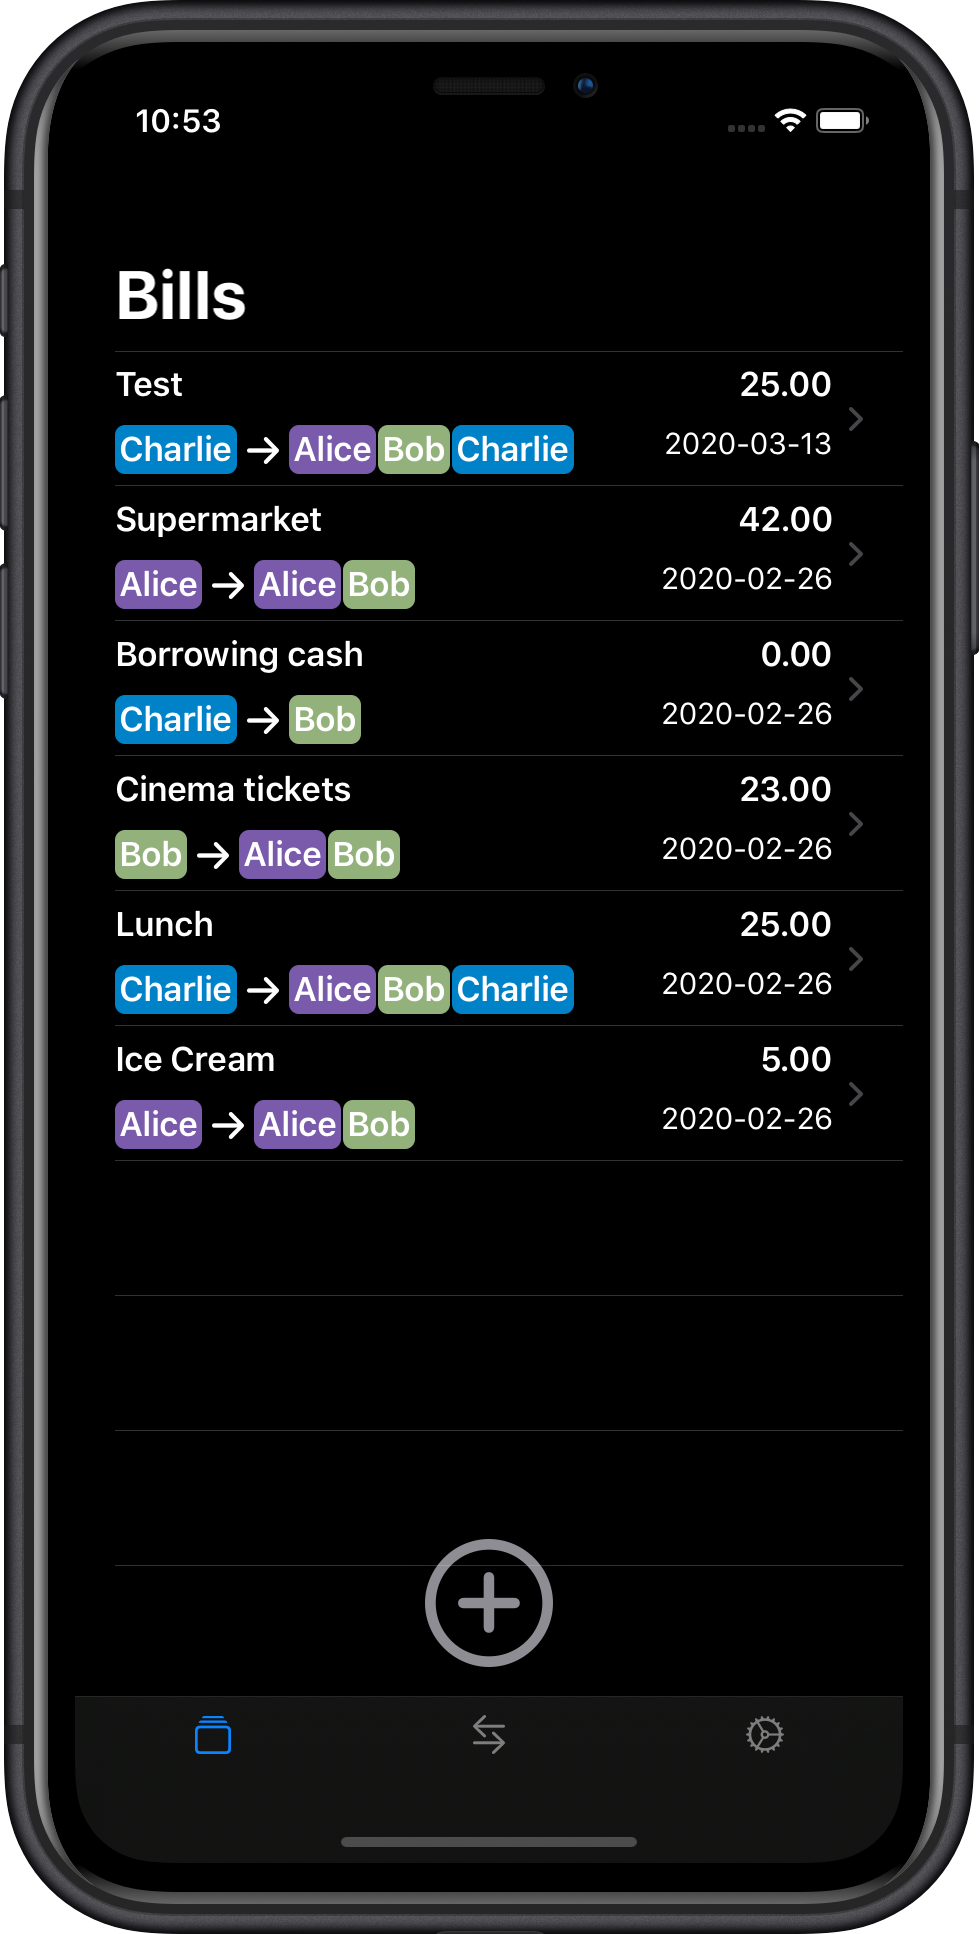 10:53
Bills
Test 25.00
Charlie → Alice Bob Charlie 2020-03-13
Supermarket 42.00
Alice → Alice Bob 2020-02-26
Borrowing cash 0.00
Charlie → Bob 2020-02-26
Cinema tickets 23.00
Bob → Alice Bob 2020-02-26
Lunch 25.00
Charlie → Alice Bob Charlie 2020-02-26
Ice Cream 5.00
Alice → Alice Bob 2020-02-26